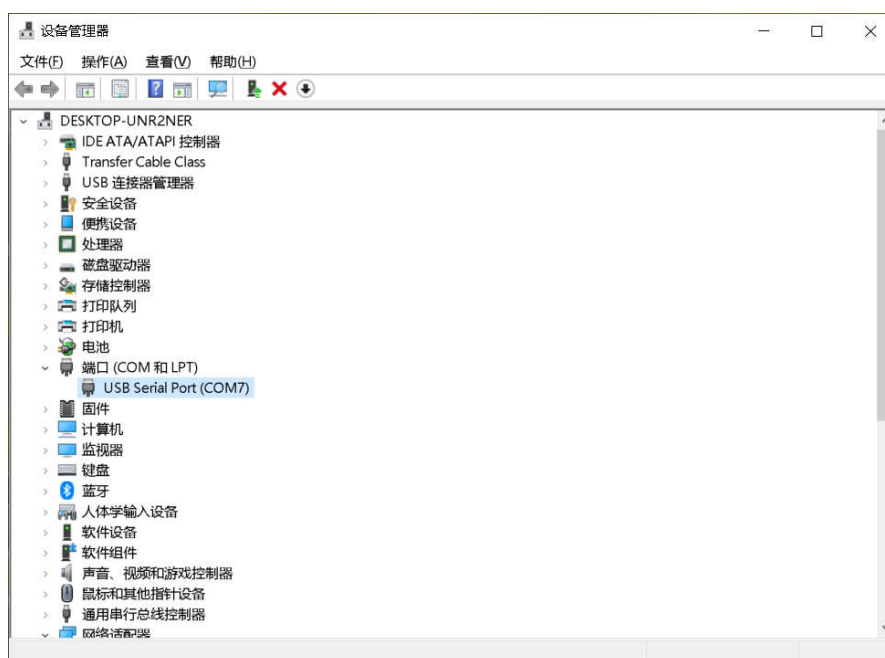 设备管理器
文件(F) 操作(A) 查看(V) 帮助(H)
DESKTOP-UNR2NER
IDE ATA/ATAPI 控制器
Transfer Cable Class
USB 连接器管理器
安全设备
便携设备
处理器
磁盘驱动器
存储控制器
打印队列
打印机
电池
端口 (COM 和 LPT)
USB Serial Port (COM7)
固件
计算机
监视器
键盘
蓝牙
人体学输入设备
软件设备
软件组件
声音、视频和游戏控制器
鼠标和其他指针设备
通用串行总线控制器
网络适配器